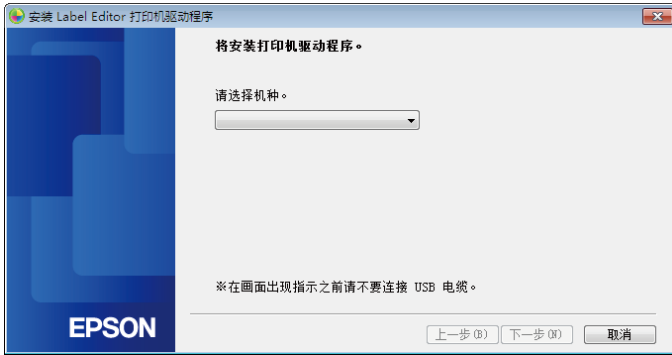 安装 Label Editor 打印机驱动程序
将安装打印机驱动程序。
请选择机种。
※在画面出现指示之前请不要连接 USB 电缆。
EPSON
上一步(B) 下一步(N) 取消